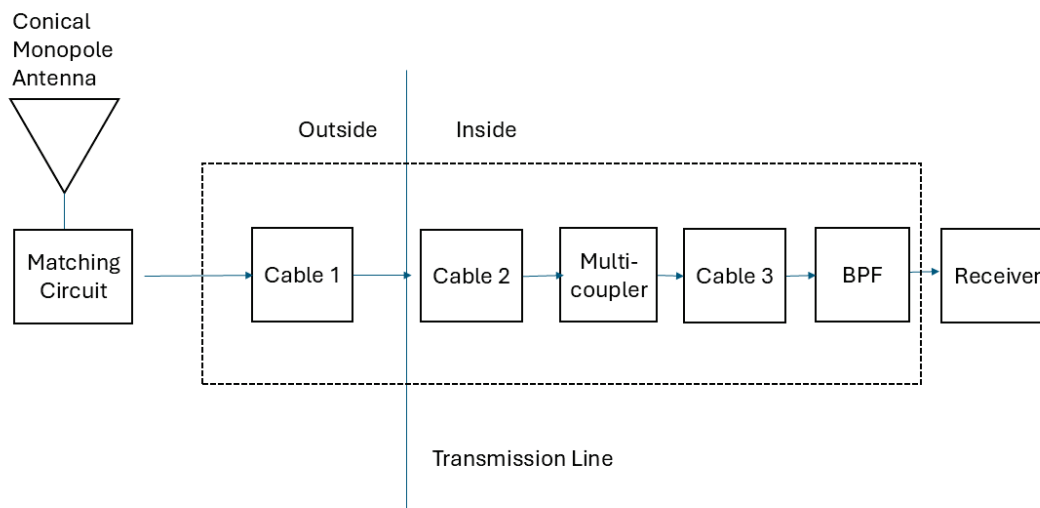 Conical
Monopole
Antenna
Outside
Inside
Matching
Circuit
Cable 1
Cable 2
Multi-
coupler
Cable 3
BPF
Receiver
Transmission Line